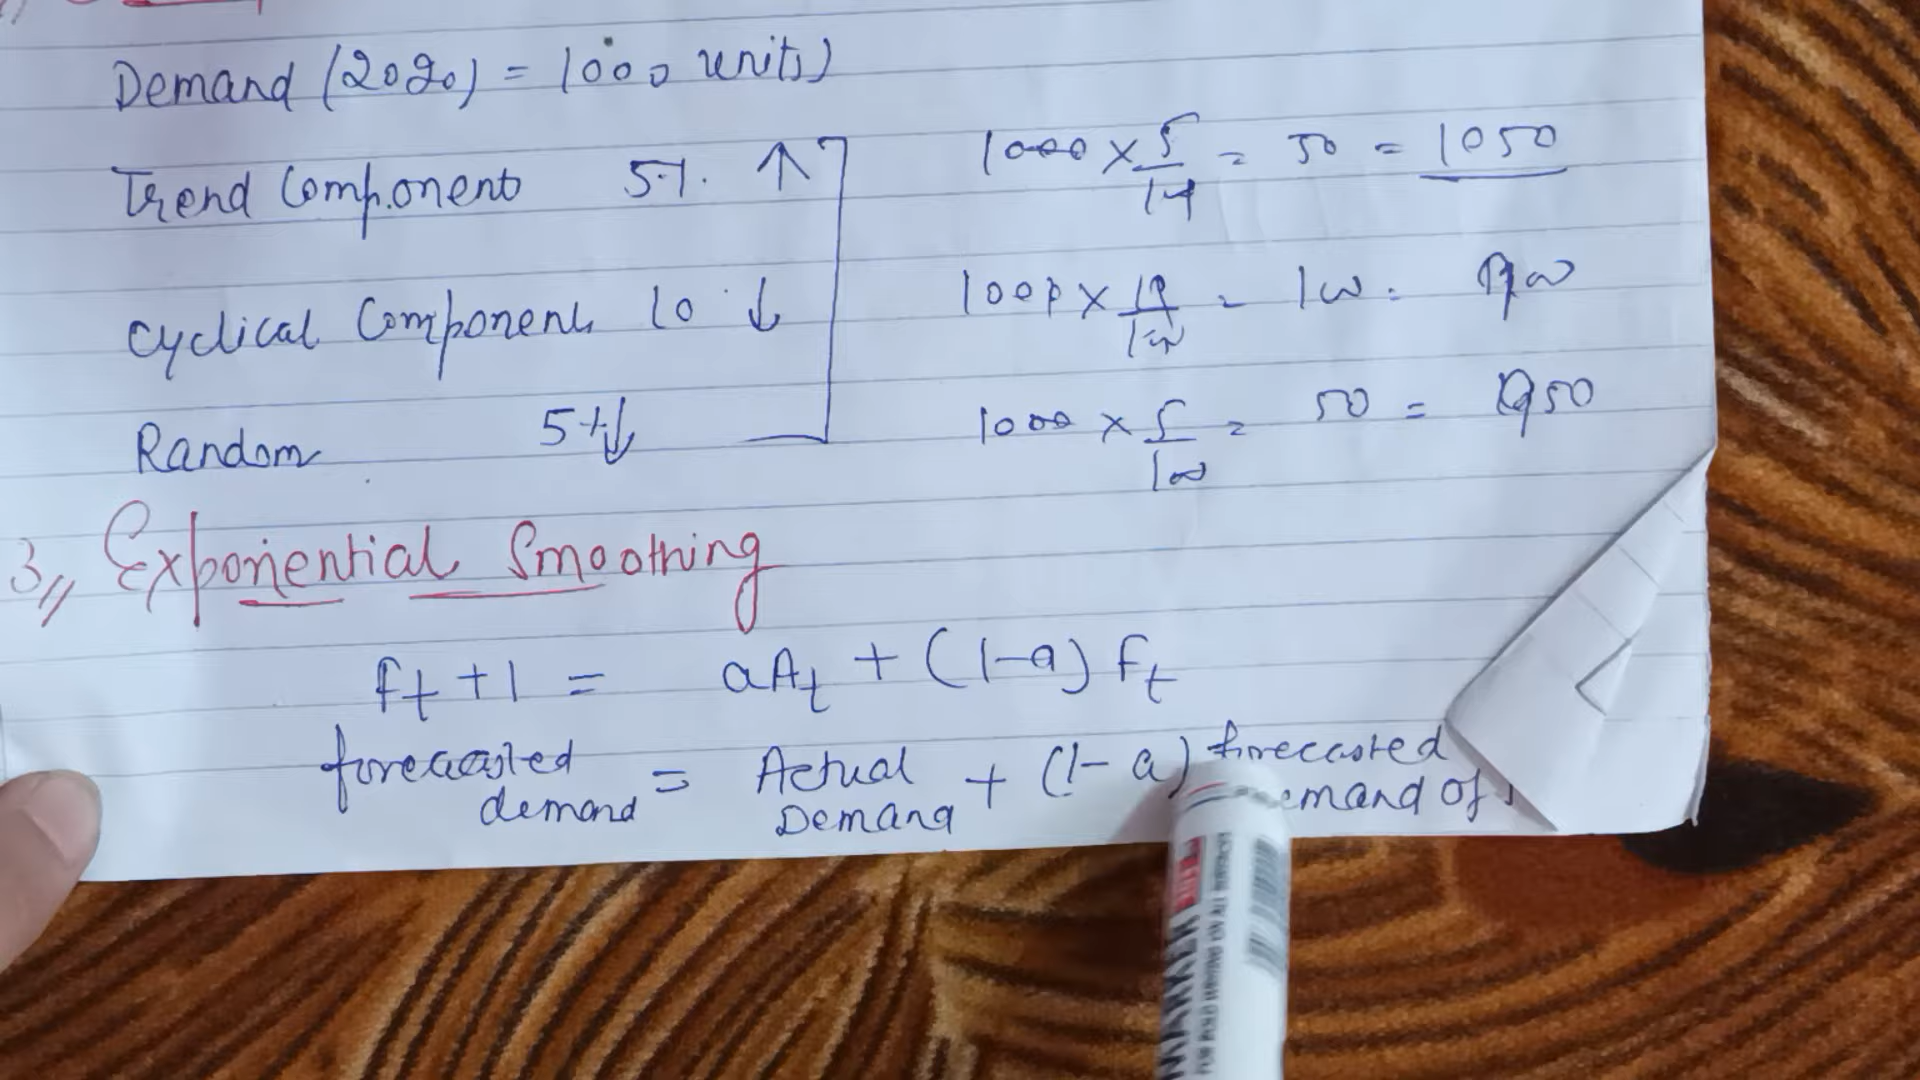 Demand (2020) = 1000 units)
Trend Component 5%. ↑ 1000 × 5/100 = 50 = 1050
Cyclical Component 10 ↓ 1000 × 10/100 = 100 = 900
Random 5% ↓ 1000 × 5/100 = 50 = 950
3,, Exponential Smoothing
Ft+1 = aAt + (1-a) Ft
forecasted = Actual + (1-a) forecasted
demand Demand emand of
MARKER